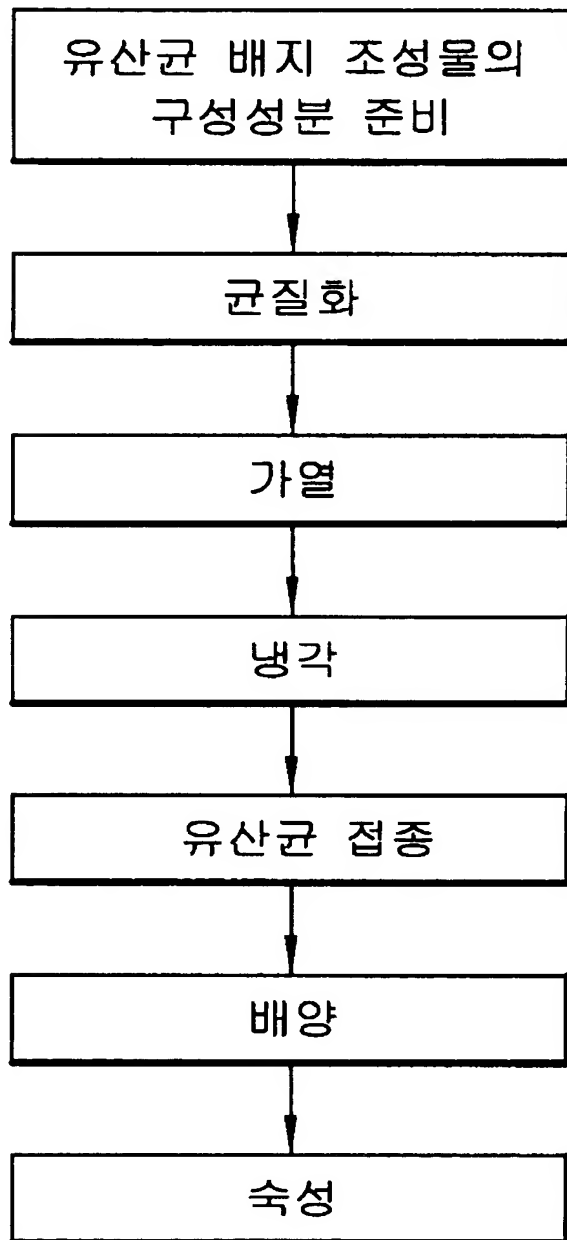 유산균 배지 조성물의
구성성분 준비
균질화
가열
냉각
유산균 접종
배양
숙성